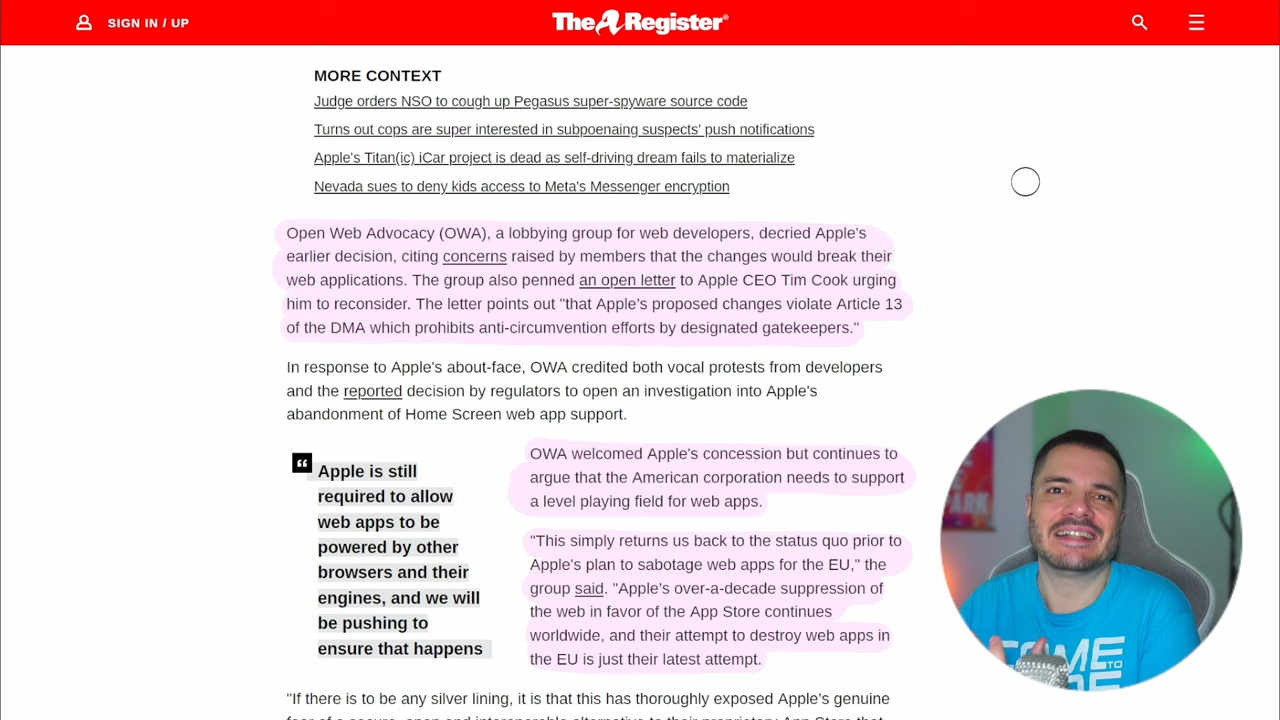 SIGN IN / UP
The Register®
MORE CONTEXT
Judge orders NSO to cough up Pegasus super-spyware source code
Turns out cops are super interested in subpoenaing suspects' push notifications
Apple's Titan(ic) iCar project is dead as self-driving dream fails to materialize
Nevada sues to deny kids access to Meta's Messenger encryption
Open Web Advocacy (OWA), a lobbying group for web developers, decried Apple's
earlier decision, citing concerns raised by members that the changes would break their
web applications. The group also penned an open letter to Apple CEO Tim Cook urging
him to reconsider. The letter points out "that Apple's proposed changes violate Article 13
of the DMA which prohibits anti-circumvention efforts by designated gatekeepers."
In response to Apple's about-face, OWA credited both vocal protests from developers
and the reported decision by regulators to open an investigation into Apple's
abandonment of Home Screen web app support.
“
Apple is still
required to allow
web apps to be
powered by other
browsers and their
engines, and we will
be pushing to
ensure that happens
OWA welcomed Apple's concession but continues to
argue that the American corporation needs to support
a level playing field for web apps.
"This simply returns us back to the status quo prior to
Apple's plan to sabotage web apps for the EU," the
group said. "Apple's over-a-decade suppression of
the web in favor of the App Store continues
worldwide, and their attempt to destroy web apps in
the EU is just their latest attempt.
"If there is to be any silver lining, it is that this has thoroughly exposed Apple's genuine
fear of a secure, open and interoperable alternative to their proprietary App Store that
TO